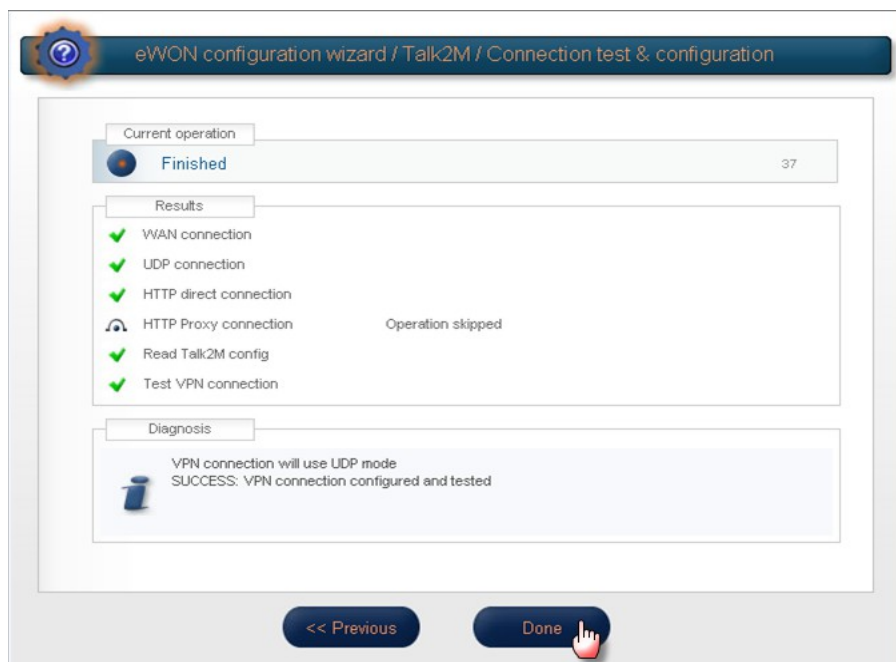 eWON configuration wizard / Talk2M / Connection test & configuration
Current operation
Finished 37
Results
WAN connection
UDP connection
HTTP direct connection
HTTP Proxy connection Operation skipped
Read Talk2M config
Test VPN connection
Diagnosis
VPN connection will use UDP mode
SUCCESS: VPN connection configured and tested
<< Previous Done